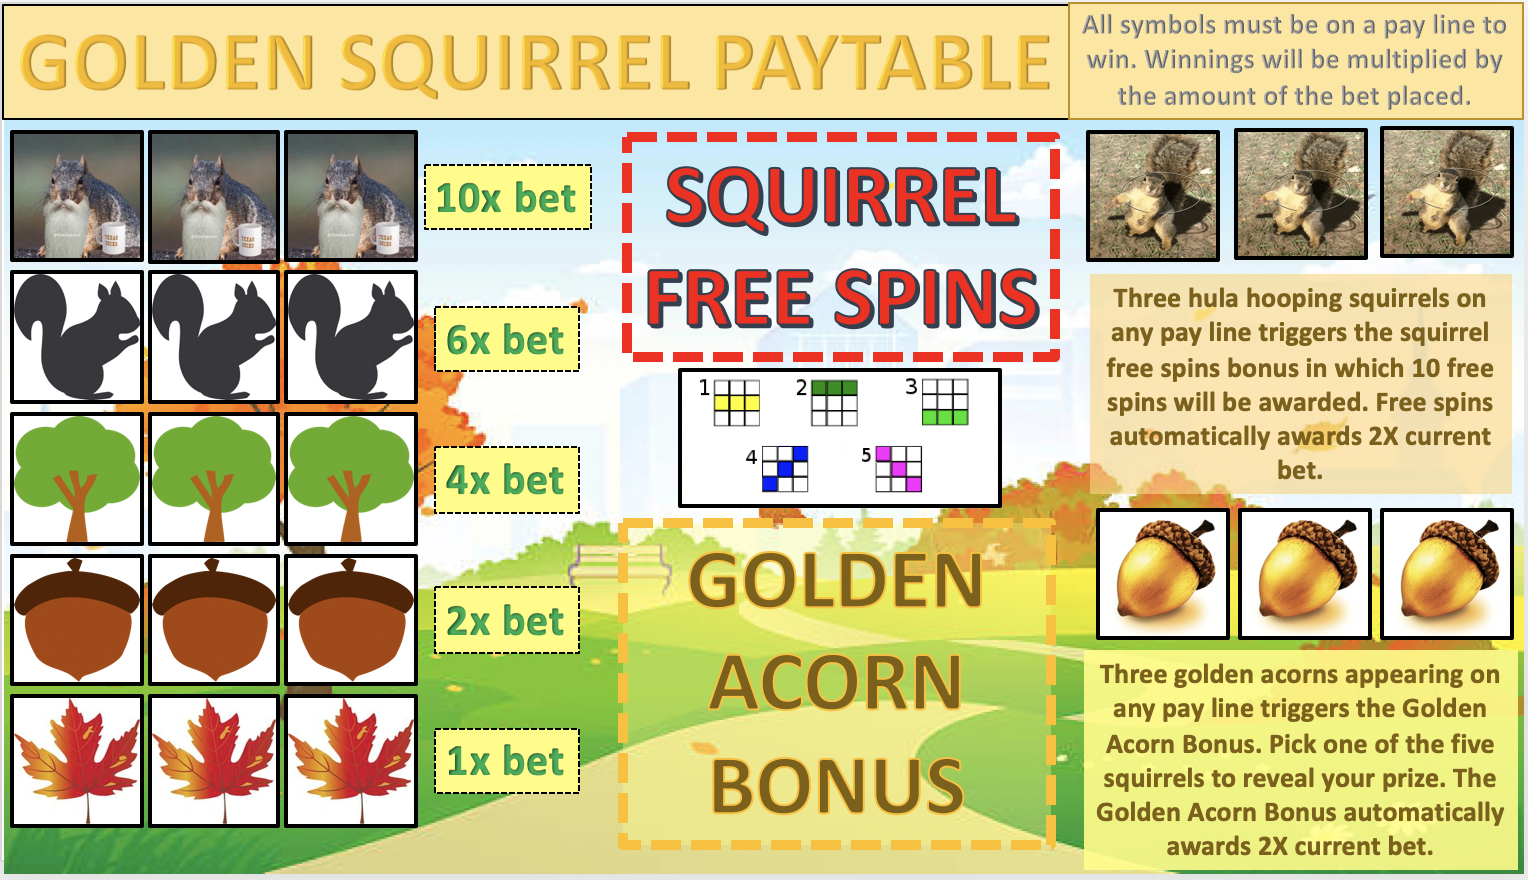 GOLDEN SQUIRREL PAYTABLE
All symbols must be on a pay line to
win. Winnings will be multiplied by
the amount of the bet placed.
10x bet
6x bet
4x bet
2x bet
1x bet
SQUIRREL
FREE SPINS
1 2 3
4 5
GOLDEN
ACORN
BONUS
Three hula hooping squirrels on
any pay line triggers the squirrel
free spins bonus in which 10 free
spins will be awarded. Free spins
automatically awards 2X current
bet.
Three golden acorns appearing on
any pay line triggers the Golden
Acorn Bonus. Pick one of the five
squirrels to reveal your prize. The
Golden Acorn Bonus automatically
awards 2X current bet.